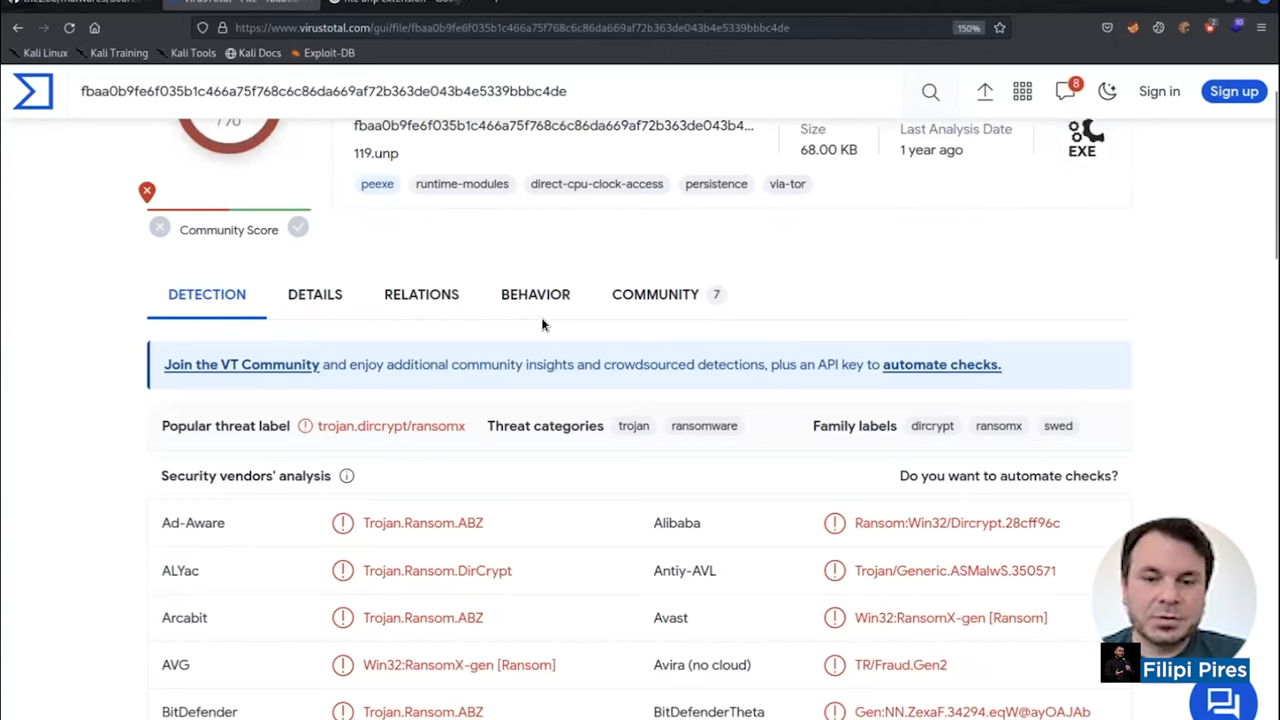 https://www.virustotal.com/gui/file/fbaa0b9fe6f035b1c466a75f768c6c86da669af72b363de043b4e5339bbbc4de
150%
2
10
Kali Linux
Kali Training
Kali Tools
Kali Docs
Exploit-DB
fbaa0b9fe6f035b1c466a75f768c6c86da669af72b363de043b4e5339bbbc4de
8
Sign in
Sign up
/ 70
fbaa0b9fe6f035b1c466a75f768c6c86da669af72b363de043b4...
119.unp
Size
68.00 KB
Last Analysis Date
1 year ago
EXE
peexe
runtime-modules
direct-cpu-clock-access
persistence
via-tor
Community Score
DETECTION
DETAILS
RELATIONS
BEHAVIOR
COMMUNITY 7
Join the VT Community and enjoy additional community insights and crowdsourced detections, plus an API key to automate checks.
Popular threat label trojan.dircrypt/ransomx
Threat categories trojan ransomware
Family labels dircrypt ransomx swed
Security vendors' analysis
Do you want to automate checks?
Ad-Aware Trojan.Ransom.ABZ
Alibaba Ransom:Win32/Dircrypt.28cff96c
ALYac Trojan.Ransom.DirCrypt
Antiy-AVL Trojan/Generic.ASMalwS.350571
Arcabit Trojan.Ransom.ABZ
Avast Win32:RansomX-gen [Ransom]
AVG Win32:RansomX-gen [Ransom]
Avira (no cloud) TR/Fraud.Gen2
BitDefender Trojan.Ransom.ABZ
BitDefenderTheta Gen:NN.ZexaF.34294.eqW@ayOAJAb
Filipi Pires